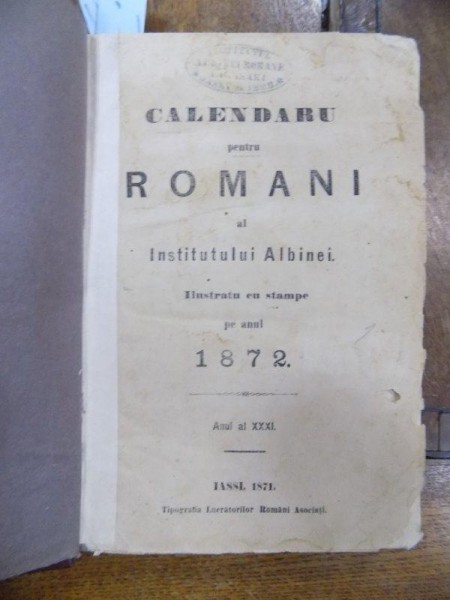 CALENDARU
pentru
ROMANI
al
Institutului Albinei.
Ilustratu cu stampe
pe anul
1872.
Anul al XXXI.
IASSI, 1871.
Tipografia Lucratorilor Români Asociați.